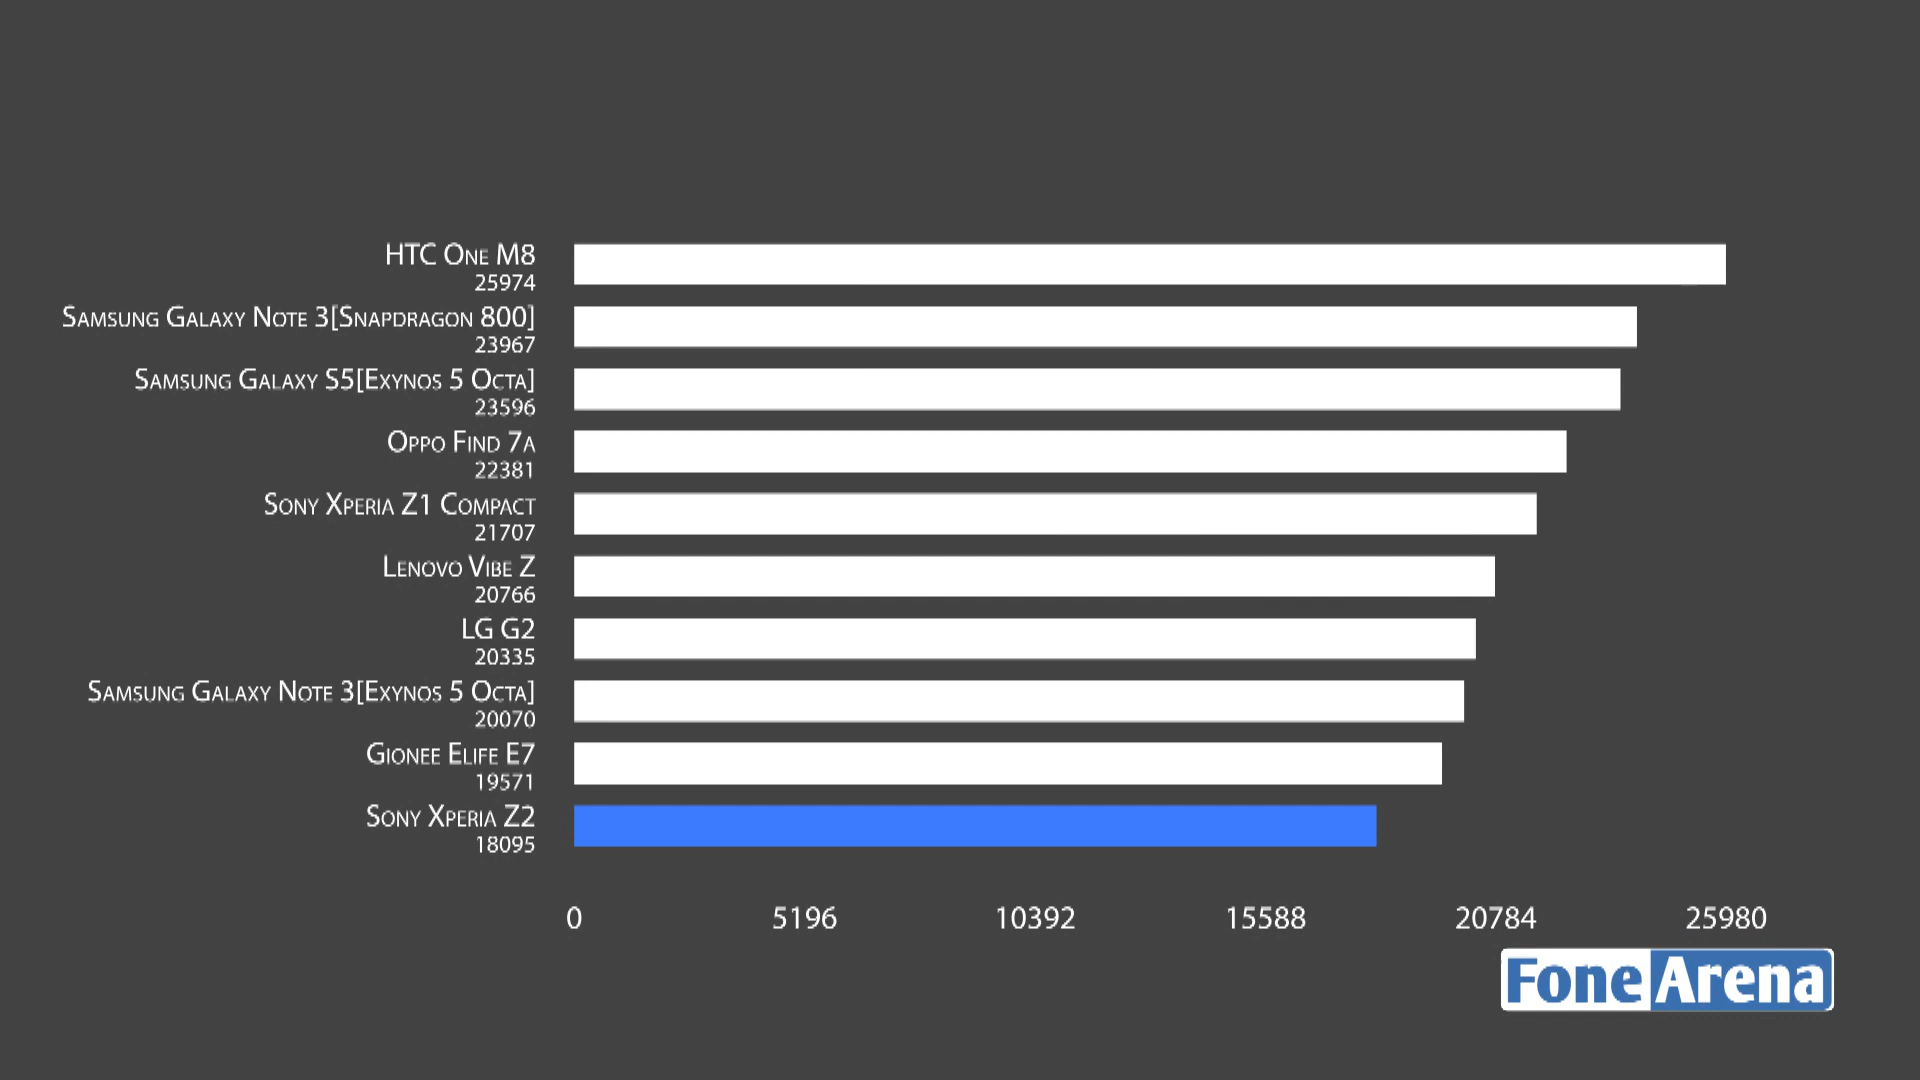 HTC One M8
25974
Samsung Galaxy Note 3[Snapdragon 800]
23967
Samsung Galaxy S5[Exynos 5 Octa]
23596
Oppo Find 7a
22381
Sony Xperia Z1 Compact
21707
Lenovo Vibe Z
20766
LG G2
20335
Samsung Galaxy Note 3[Exynos 5 Octa]
20070
Gionee Elife E7
19571
Sony Xperia Z2
18095
0 5196 10392 15588 20784 25980
FoneArena